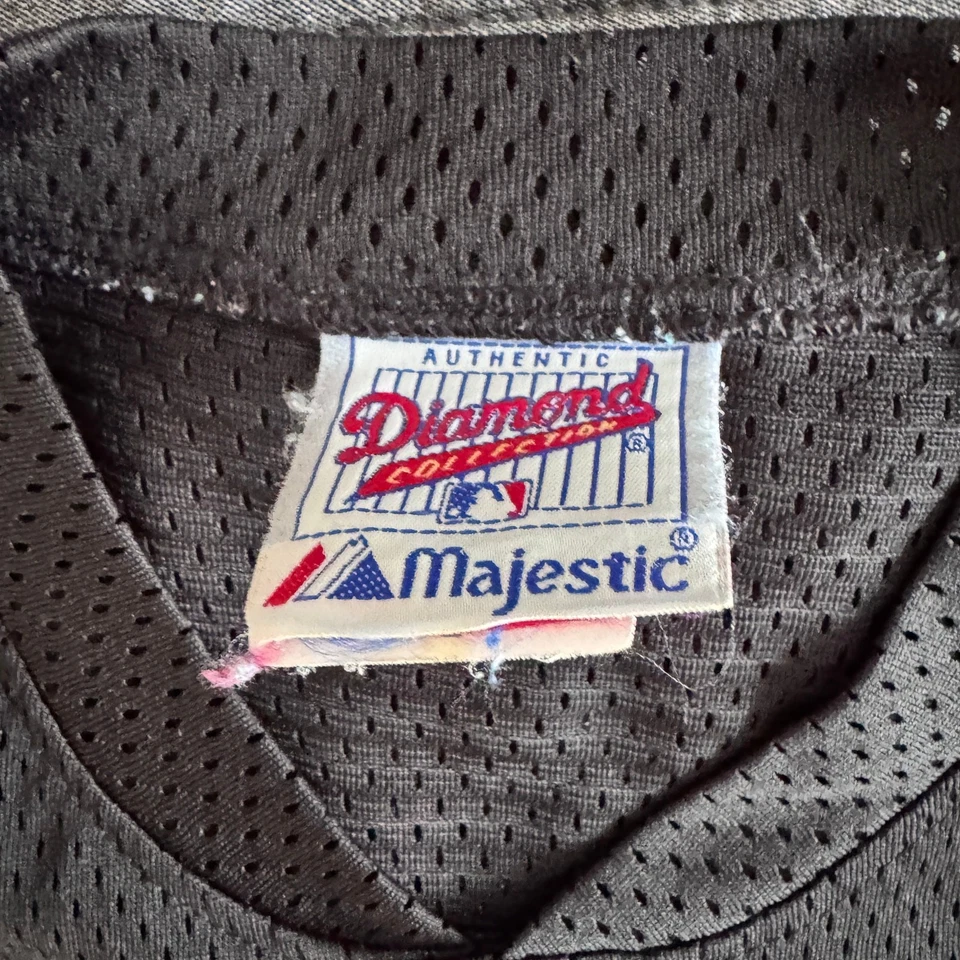 AUTHENTIC
Diamond
COLLECTION ®
Majestic ®